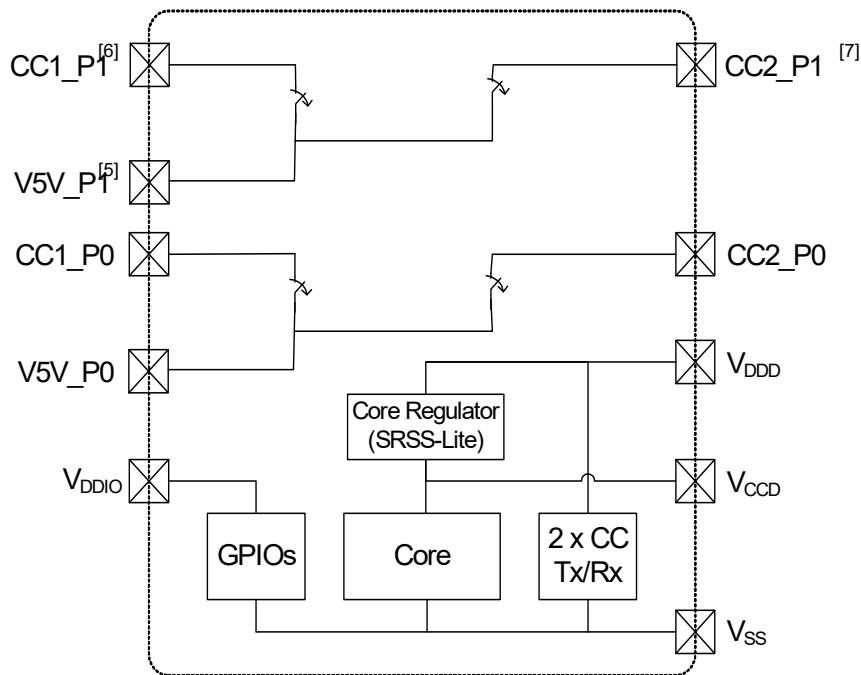 CC1_P1[6]
CC2_P1 [7]
V5V_P1[5]
CC1_P0
CC2_P0
V5V_P0
VDDD
Core Regulator
(SRSS-Lite)
VDDIO
VCCD
GPIOs
Core
2 x CC
Tx/Rx
VSS